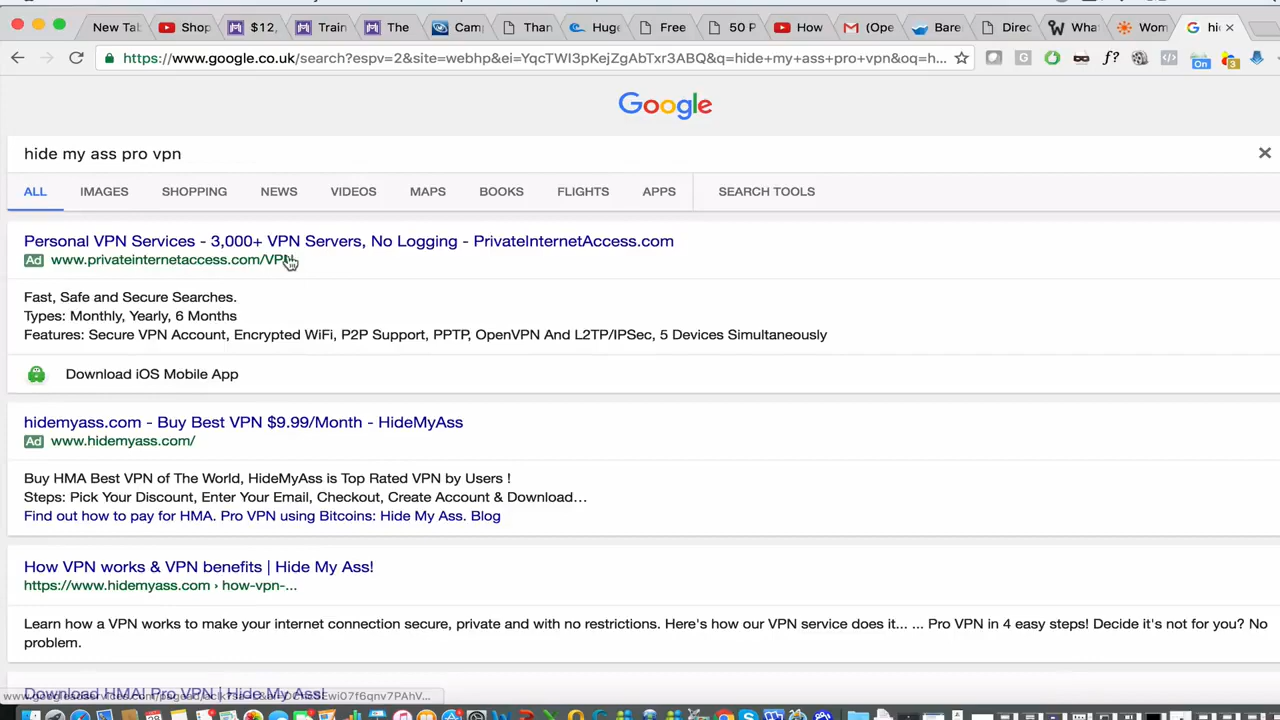 New Tab
Shop
$12,
Train
The
Cam
Than
Huge
Free
50 P
How
(Ope
Bare
Direc
Wha
Wom
hi
https://www.google.co.uk/search?espv=2&site=webhp&ei=YqcTWI3pKejZgAbTxr3ABQ&q=hide+my+ass+pro+vpn&oq=h...
G
f?
On
3
Google
hide my ass pro vpn
ALL
IMAGES
SHOPPING
NEWS
VIDEOS
MAPS
BOOKS
FLIGHTS
APPS
SEARCH TOOLS
Personal VPN Services - 3,000+ VPN Servers, No Logging - PrivateInternetAccess.com
Ad www.privateinternetaccess.com/VPN
Fast, Safe and Secure Searches.
Types: Monthly, Yearly, 6 Months
Features: Secure VPN Account, Encrypted WiFi, P2P Support, PPTP, OpenVPN And L2TP/IPSec, 5 Devices Simultaneously
Download iOS Mobile App
hidemyass.com - Buy Best VPN $9.99/Month - HideMyAss
Ad www.hidemyass.com/
Buy HMA Best VPN of The World, HideMyAss is Top Rated VPN by Users !
Steps: Pick Your Discount, Enter Your Email, Checkout, Create Account & Download...
Find out how to pay for HMA. Pro VPN using Bitcoins: Hide My Ass. Blog
How VPN works & VPN benefits | Hide My Ass!
https://www.hidemyass.com › how-vpn-...
Learn how a VPN works to make your internet connection secure, private and with no restrictions. Here's how our VPN service does it... ... Pro VPN in 4 easy steps! Decide it's not for you? No
problem.
Download HMA! Pro VPN | Hide My Ass!